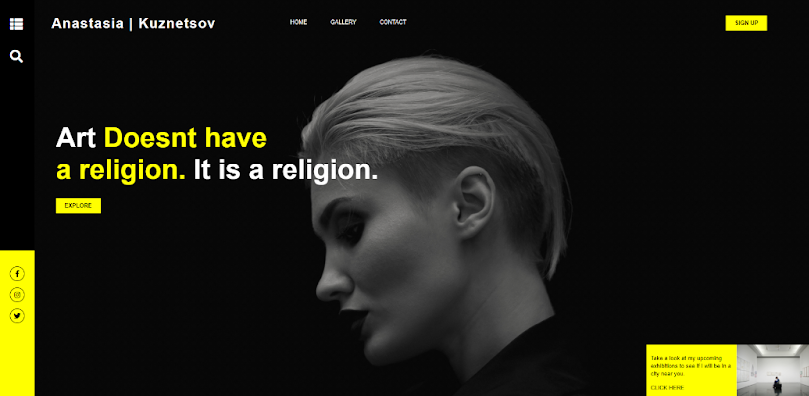 Anastasia | Kuznetsov
HOME GALLERY CONTACT
SIGN UP
Art Doesnt have
a religion. It is a religion.
EXPLORE
Take a look at my upcoming
exhibitions to see if I will be in a
city near you.
CLICK HERE